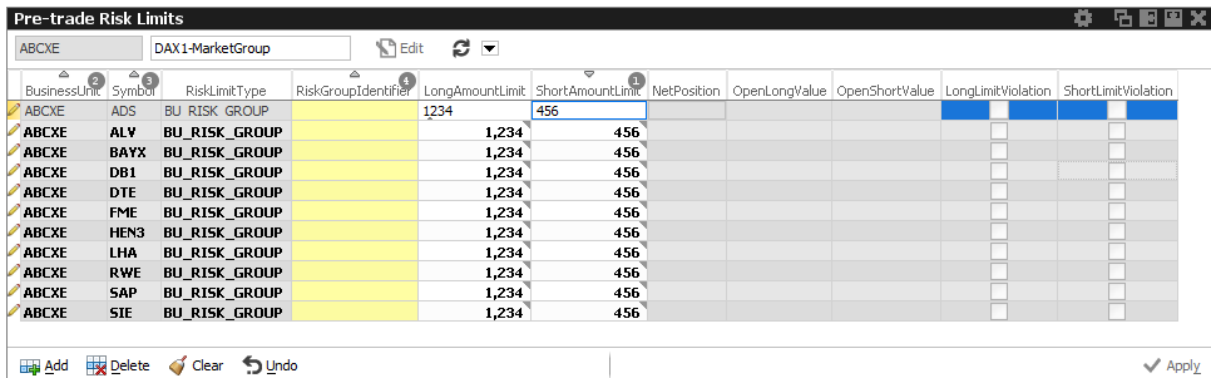 Pre-trade Risk Limits
ABCXE DAX1-MarketGroup Edit
BusinessUnit 2 Symbol 3 RiskLimitType RiskGroupIdentifier 4 LongAmountLimit ShortAmountLimit 1 NetPosition OpenLongValue OpenShortValue LongLimitViolation ShortLimitViolation
ABCXE ADS BU_RISK_GROUP 1234 456
ABCXE ALV BU_RISK_GROUP 1,234 456
ABCXE BAYX BU_RISK_GROUP 1,234 456
ABCXE DB1 BU_RISK_GROUP 1,234 456
ABCXE DTE BU_RISK_GROUP 1,234 456
ABCXE FME BU_RISK_GROUP 1,234 456
ABCXE HEN3 BU_RISK_GROUP 1,234 456
ABCXE LHA BU_RISK_GROUP 1,234 456
ABCXE RWE BU_RISK_GROUP 1,234 456
ABCXE SAP BU_RISK_GROUP 1,234 456
ABCXE SIE BU_RISK_GROUP 1,234 456
Add Delete Clear Undo Apply